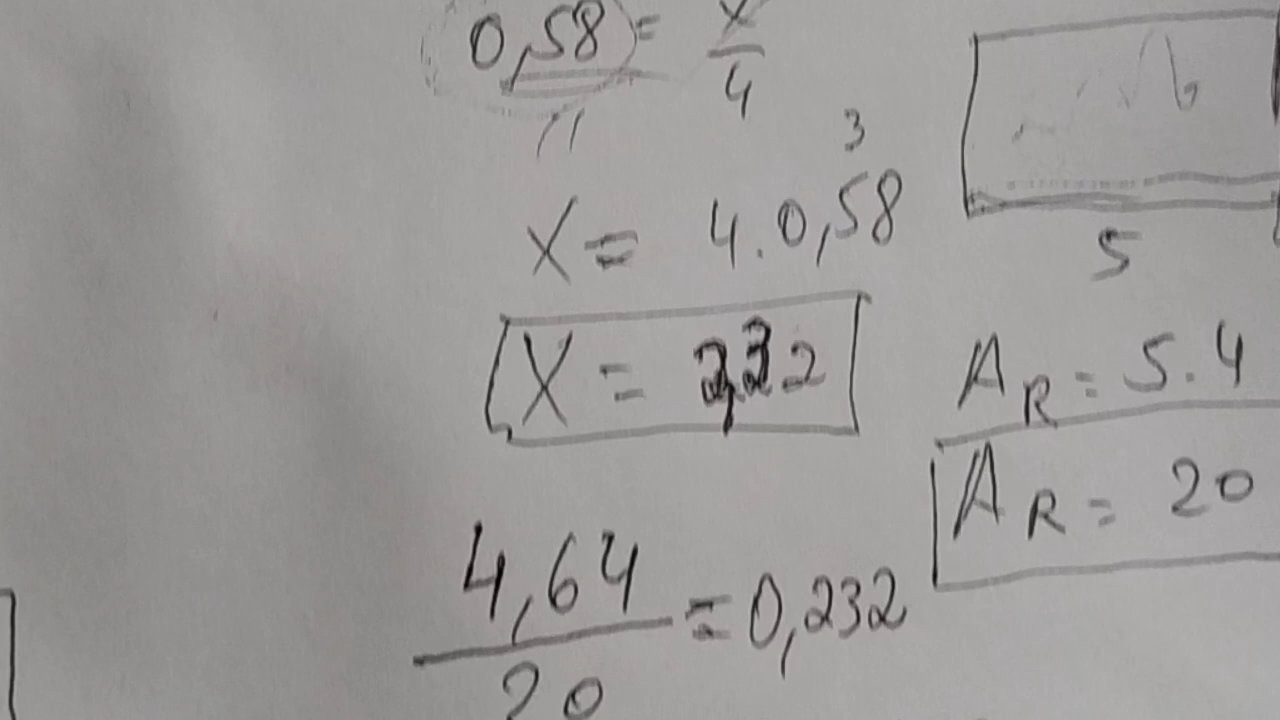 0,58 = x/4
3
X = 4.0,58
X = 2,32
4,64/20 = 0,232
5
A_R = 5.4
A_R = 20